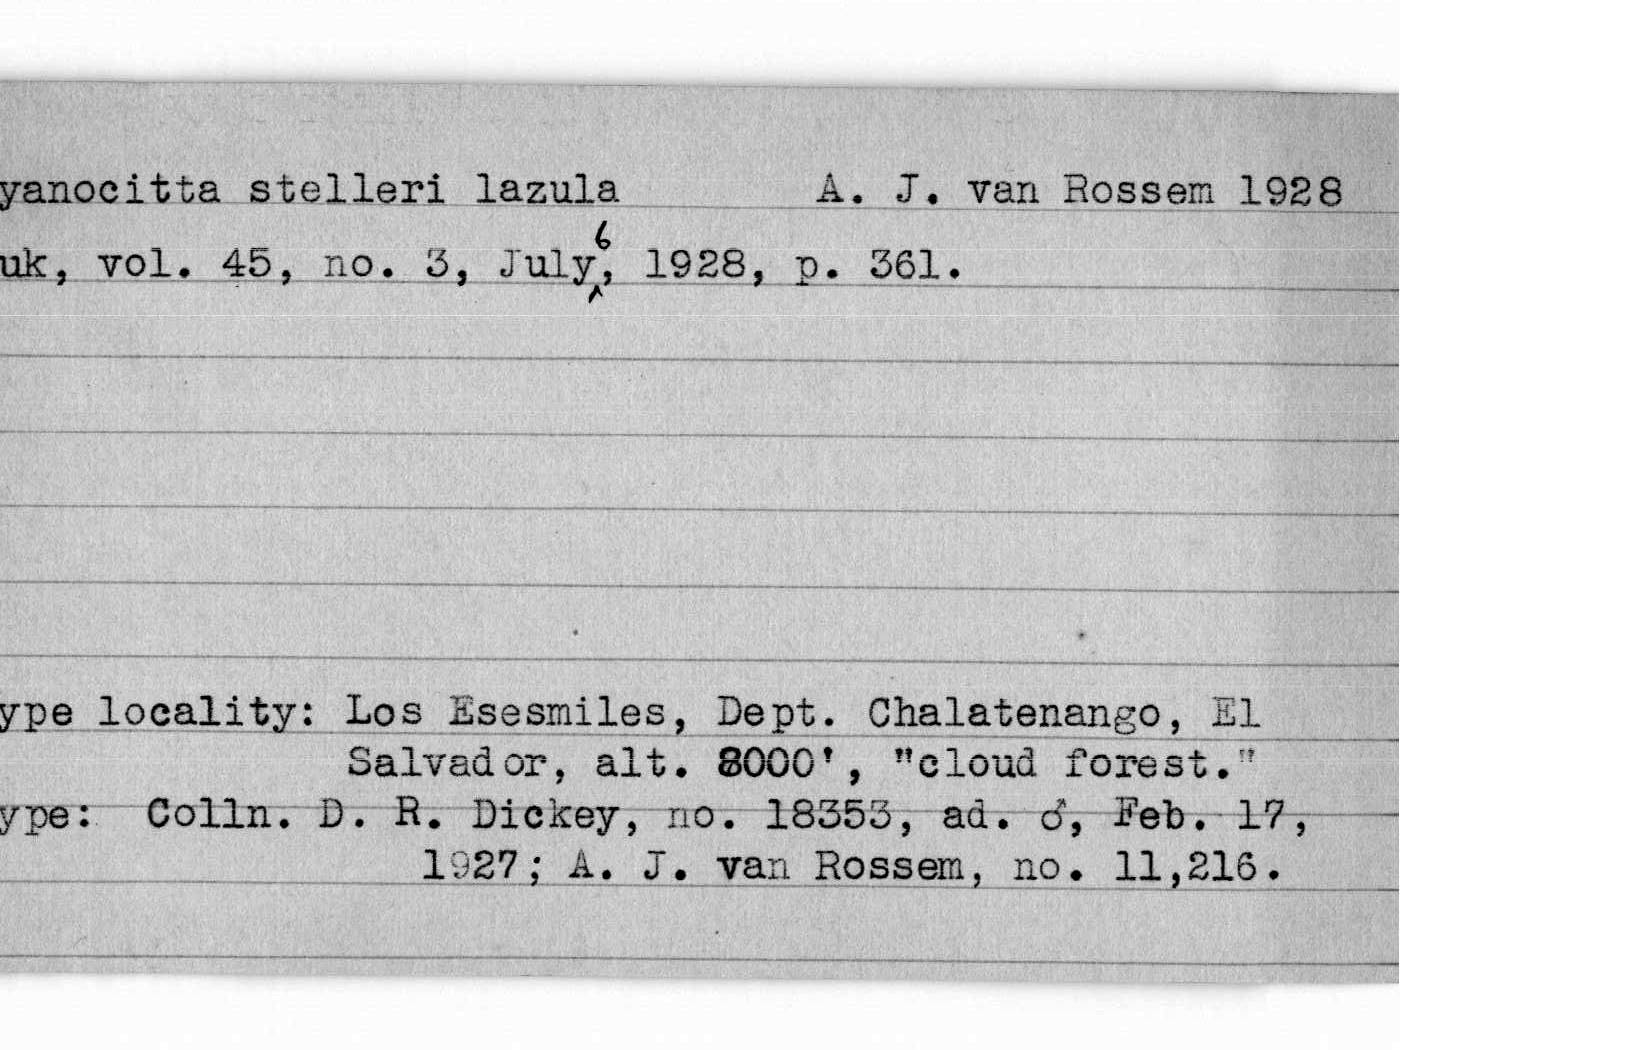 yanocitta stelleri lazula A. J. van Rossem 1928
uk, vol. 45, no. 3, July 6, 1928, p. 361.
ype locality: Los Esesmiles, Dept. Chalatenango, El
Salvador, alt. 8000', "cloud forest."
ype: Colln. D. R. Dickey, no. 18353, ad. ♂, Feb. 17,
1927; A. J. van Rossem, no. 11,216.